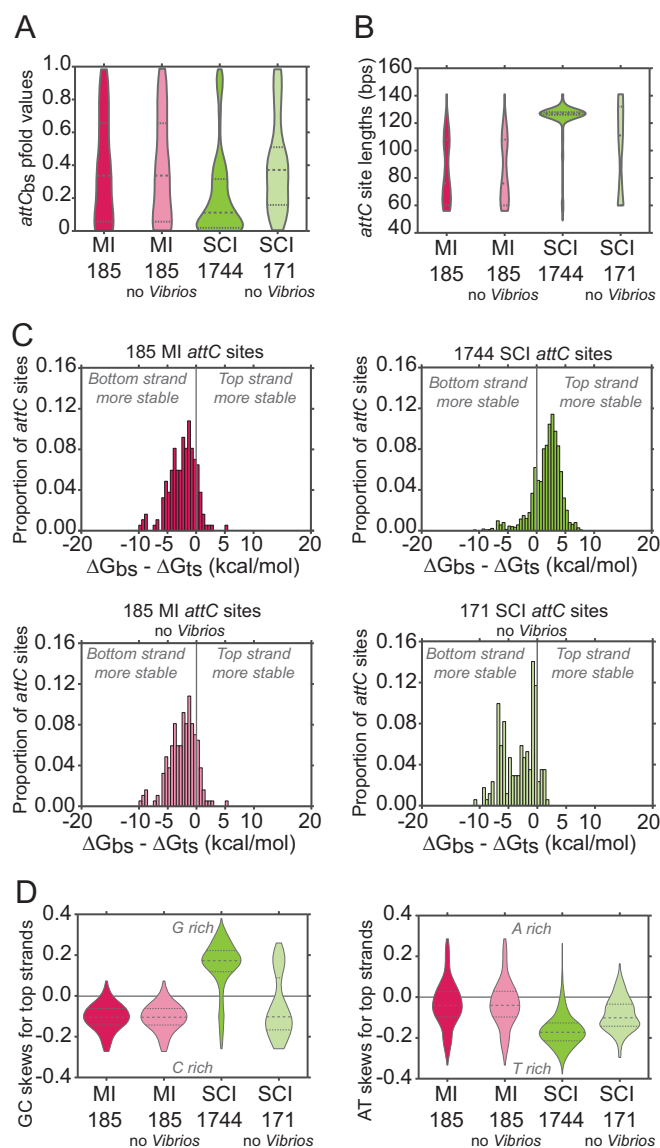 A
attCbs pfold values
1.0
0.8
0.6
0.4
0.2
0
MI
185
MI
185
no Vibrios
SCI
1744
SCI
171
no Vibrios
B
attC site lengths (bps)
160
140
120
100
80
60
40
MI
185
MI
185
no Vibrios
SCI
1744
SCI
171
no Vibrios
C
185 MI attC sites
Proportion of attC sites
0.16
0.12
0.08
0.04
0.00
Bottom strand
more stable
Top strand
more stable
-20 -10 -5 0 5 10 20
ΔGbs - ΔGts (kcal/mol)
1744 SCI attC sites
Proportion of attC sites
0.16
0.12
0.08
0.04
0.00
Bottom strand
more stable
Top strand
more stable
-20 -10 -5 0 5 10 20
ΔGbs - ΔGts (kcal/mol)
185 MI attC sites
no Vibrios
Proportion of attC sites
0.16
0.12
0.08
0.04
0.00
Bottom strand
more stable
Top strand
more stable
-20 -10 -5 0 5 10 20
ΔGbs - ΔGts (kcal/mol)
171 SCI attC sites
no Vibrios
Proportion of attC sites
0.16
0.12
0.08
0.04
0.00
Bottom strand
more stable
Top strand
more stable
-20 -10 -5 0 5 10 20
ΔGbs - ΔGts (kcal/mol)
D
GC skews for top strands
0.4
0.2
0.0
-0.2
-0.4
G rich
C rich
MI
185
MI
185
no Vibrios
SCI
1744
SCI
171
no Vibrios
AT skews for top strands
0.4
0.2
0.0
-0.2
-0.4
A rich
T rich
MI
185
MI
185
no Vibrios
SCI
1744
SCI
171
no Vibrios